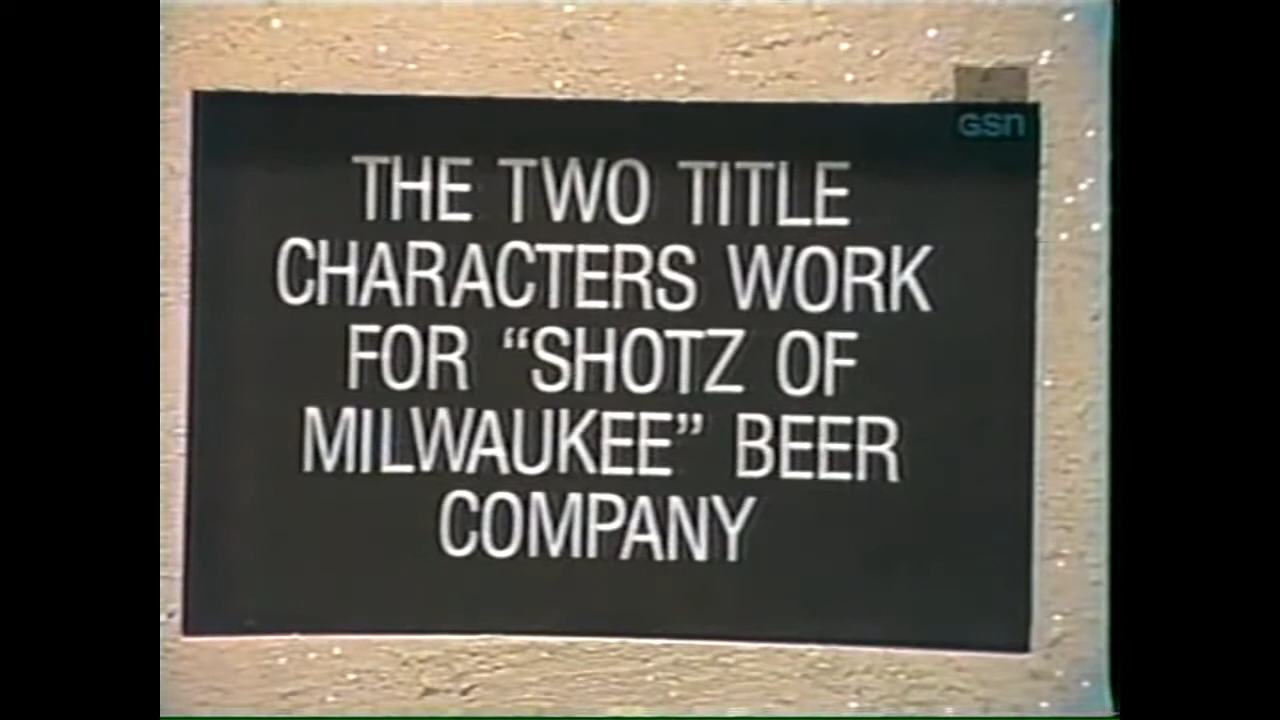 GSN
THE TWO TITLE
CHARACTERS WORK
FOR “SHOTZ OF
MILWAUKEE” BEER
COMPANY